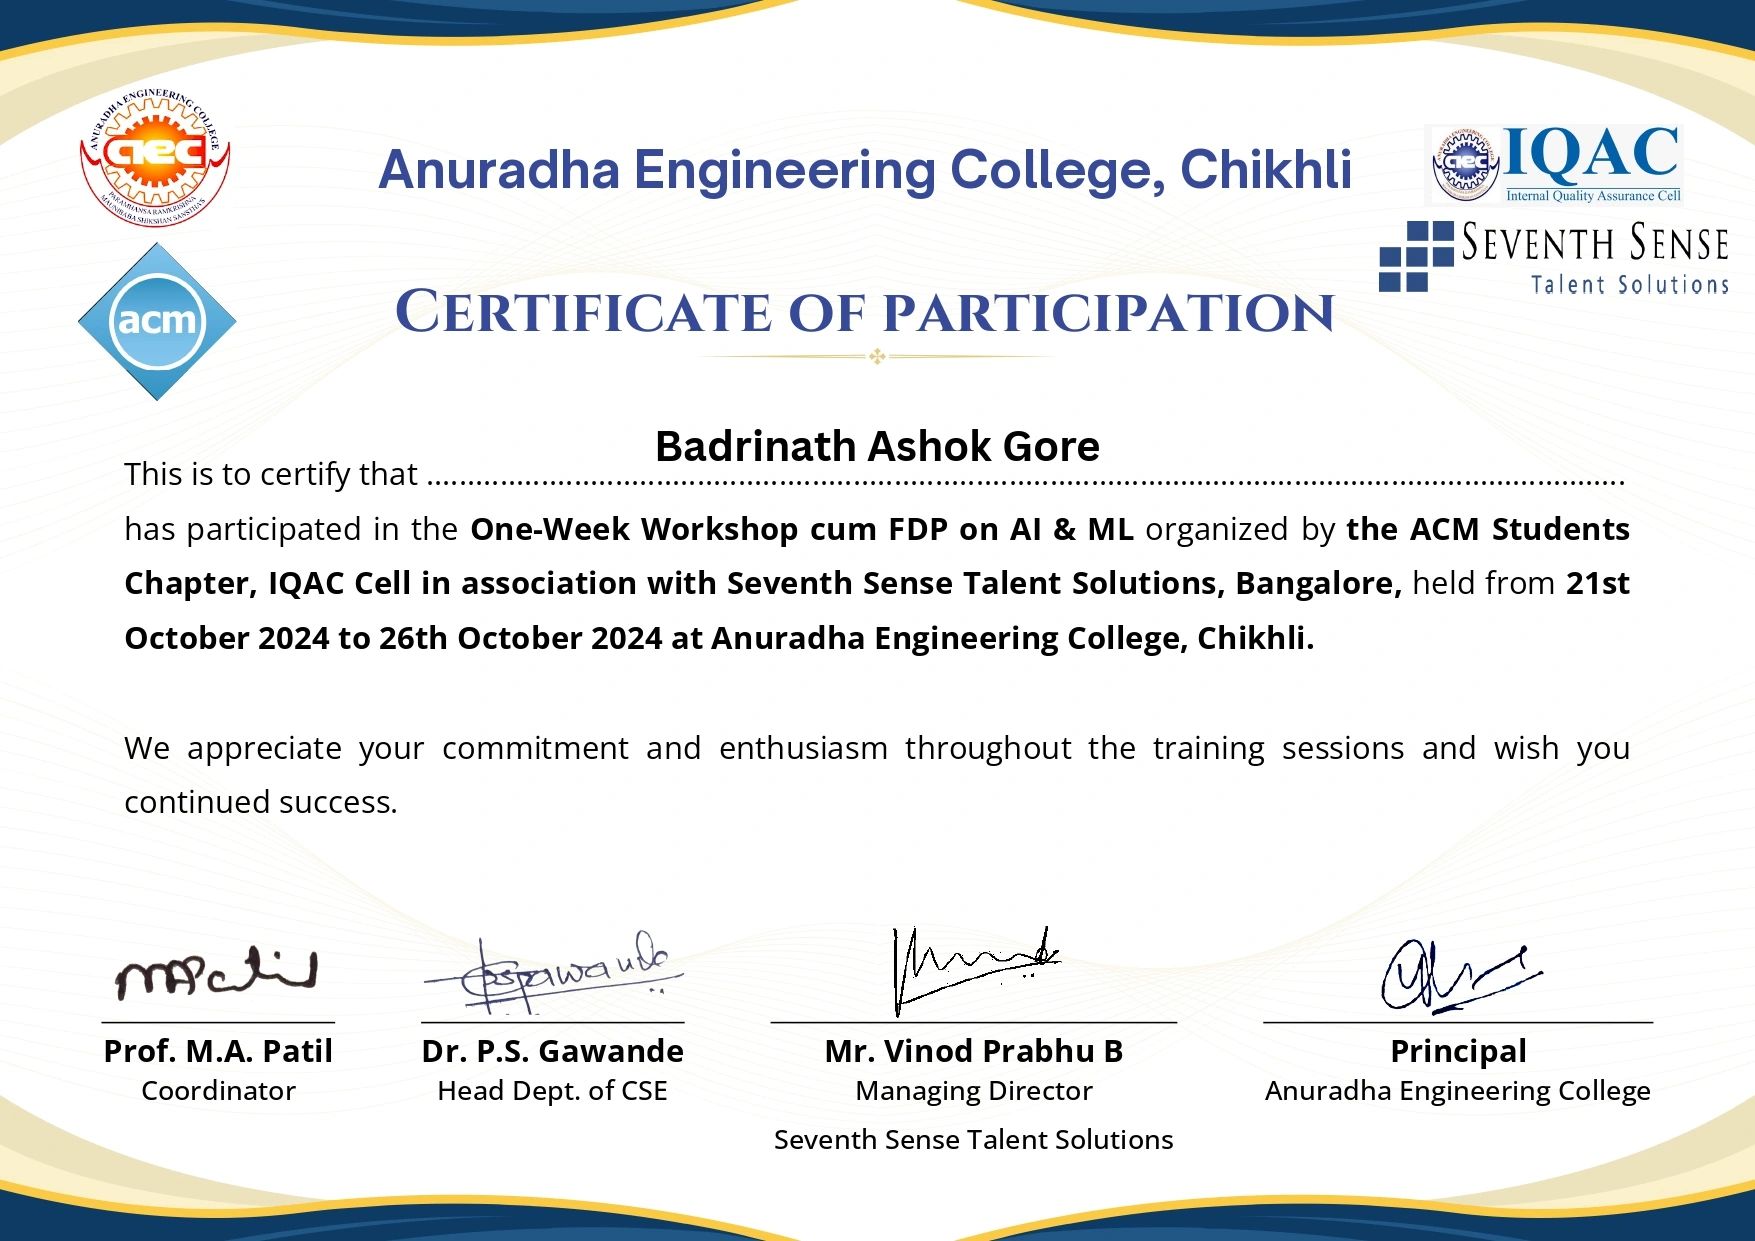 ANURADHA ENGINEERING COLLEGE
aec
PARAMHANSA RAMKRISHNA
MAUNIBABA SHIKSHAN SANSTHA'S
Anuradha Engineering College, Chikhli
aec
IQAC
Internal Quality Assurance Cell
SEVENTH SENSE
Talent Solutions
acm
CERTIFICATE OF PARTICIPATION
Badrinath Ashok Gore
This is to certify that ................................................................................
has participated in the One-Week Workshop cum FDP on AI & ML organized by the ACM Students
Chapter, IQAC Cell in association with Seventh Sense Talent Solutions, Bangalore, held from 21st
October 2024 to 26th October 2024 at Anuradha Engineering College, Chikhli.
We appreciate your commitment and enthusiasm throughout the training sessions and wish you
continued success.
MAPatil
PSGawande
Prof. M.A. Patil
Coordinator
Dr. P.S. Gawande
Head Dept. of CSE
Mr. Vinod Prabhu B
Managing Director
Seventh Sense Talent Solutions
Principal
Anuradha Engineering College